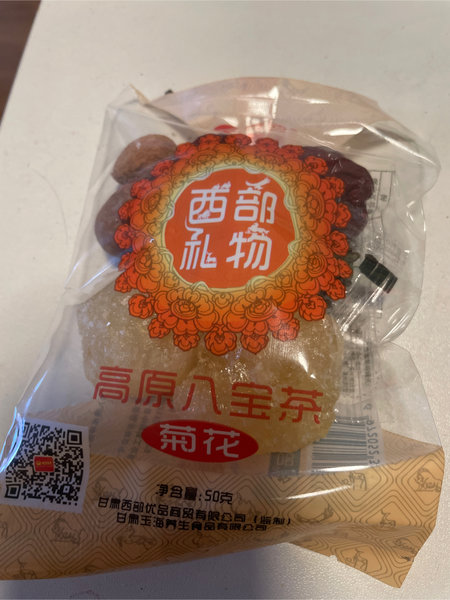 西部
礼物
高原八宝茶
菊花
净含量:50克
甘肃西部优品商贸有限公司(监制)
甘肃玉海养生食品有限公司